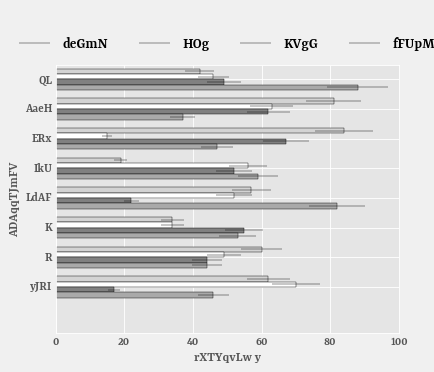 deGmN HOg KVgG fFUpM
QL
AaeH
ERx
IkU
LdAF
K
R
yJRI
ADAqqTJmFV
0 20 40 60 80 100
rXTYqvLw y